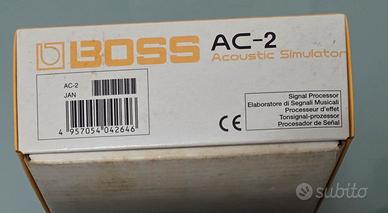 BOSS AC-2
Acoustic Simulator
AC-2
JAN
4 957054 042646
Signal Processor
Elaboratore di Segnali Musicali
Processeur d'effet
Tonsignal-prozessor
Procesador de Señal
CE
subito